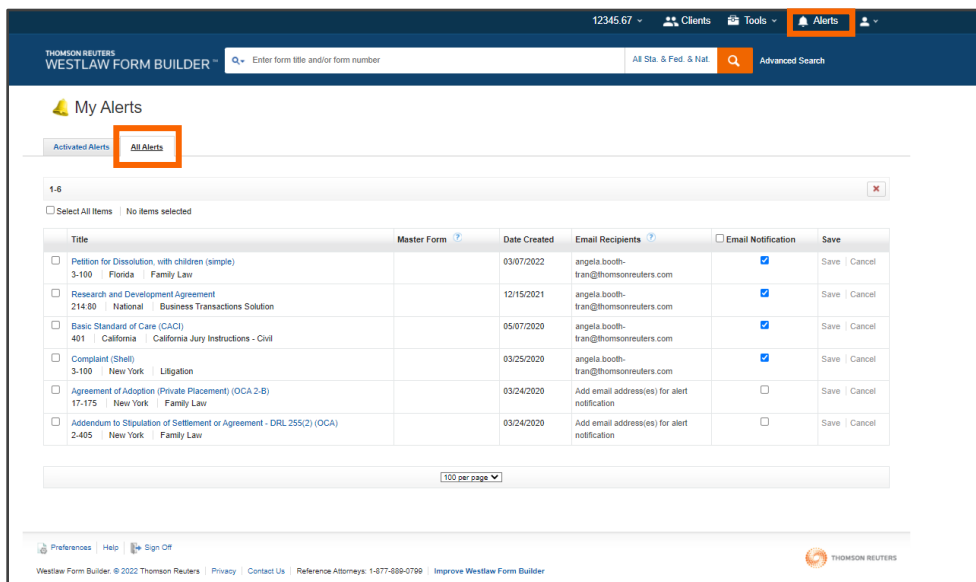 12345.67 Clients Tools Alerts
THOMSON REUTERS
WESTLAW FORM BUILDER™ Enter form title and/or form number All Sta. & Fed. & Nat. Advanced Search
My Alerts
Activated Alerts All Alerts
1-6
Select All Items | No items selected
Title Master Form ? Date Created Email Recipients ? Email Notification Save
Petition for Dissolution, with children (simple) 03/07/2022 angela.booth- Save | Cancel
3-100 | Florida | Family Law tran@thomsonreuters.com
Research and Development Agreement 12/15/2021 angela.booth- Save | Cancel
214:80 | National | Business Transactions Solution tran@thomsonreuters.com
Basic Standard of Care (CACI) 05/07/2020 angela.booth- Save | Cancel
401 | California | California Jury Instructions - Civil tran@thomsonreuters.com
Complaint (Shell) 03/25/2020 angela.booth- Save | Cancel
3-100 | New York | Litigation tran@thomsonreuters.com
Agreement of Adoption (Private Placement) (OCA 2-B) 03/24/2020 Add email address(es) for alert Save | Cancel
17-175 | New York | Family Law notification
Addendum to Stipulation of Settlement or Agreement - DRL 255(2) (OCA) 03/24/2020 Add email address(es) for alert Save | Cancel
2-405 | New York | Family Law notification
100 per page
Preferences | Help | Sign Off
THOMSON REUTERS
Westlaw Form Builder. © 2022 Thomson Reuters | Privacy | Contact Us | Reference Attorneys: 1-877-889-0799 | Improve Westlaw Form Builder